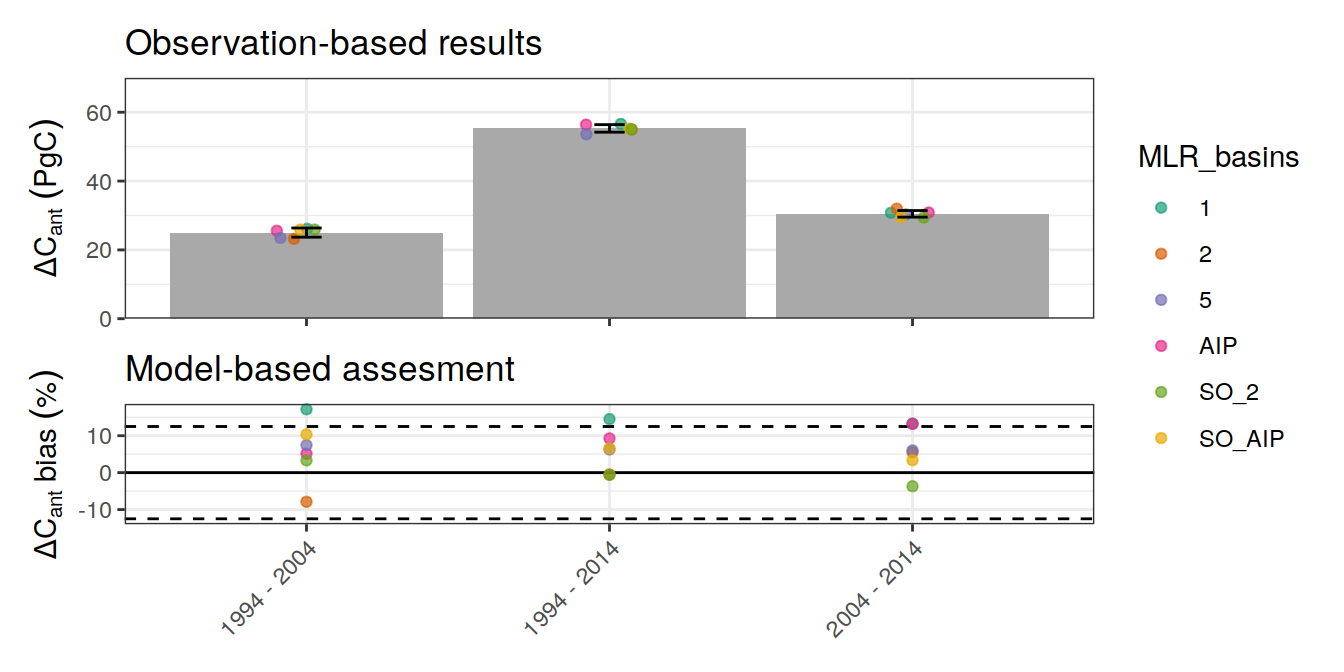 Observation-based results
ΔCant (PgC)
60
40
20
0
Model-based assesment
ΔCant bias (%)
10
0
-10
1994 - 2004
1994 - 2014
2004 - 2014
MLR_basins
1
2
5
AIP
SO_2
SO_AIP